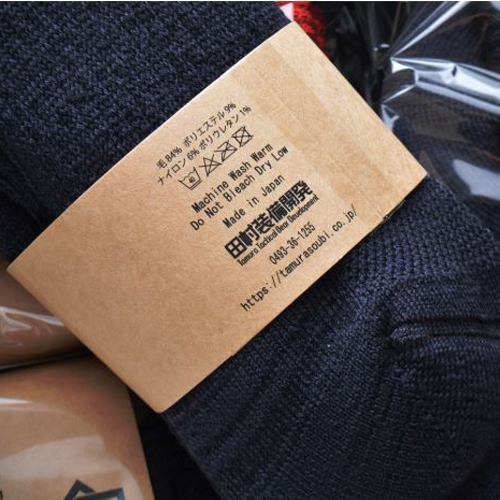 毛84% ポリエステル9%
ナイロン6% ポリウレタン1%
Machine Wash Warm
Do Not Bleach Dry Low
Made in Japan
田村装備開発
Tamura Tactical Gear Development
0493-36-1255
https://tamurasoubi.co.jp/